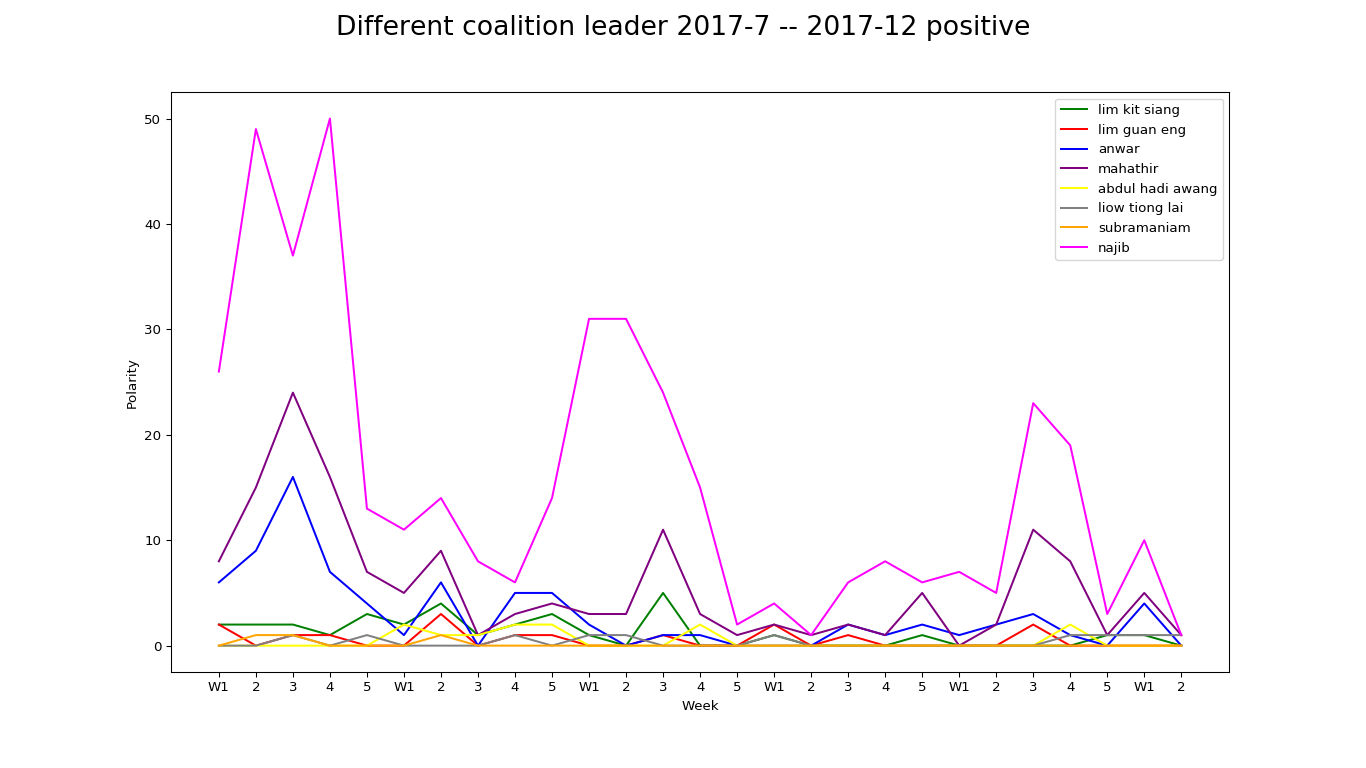 Different coalition leader 2017-7 -- 2017-12 positive
lim kit siang
lim guan eng
anwar
mahathir
abdul hadi awang
liow tiong lai
subramaniam
najib
50
40
30
20
10
0
Polarity
W1 2 3 4 5 W1 2 3 4 5 W1 2 3 4 5 W1 2 3 4 5 W1 2 3 4 5 W1 2
Week